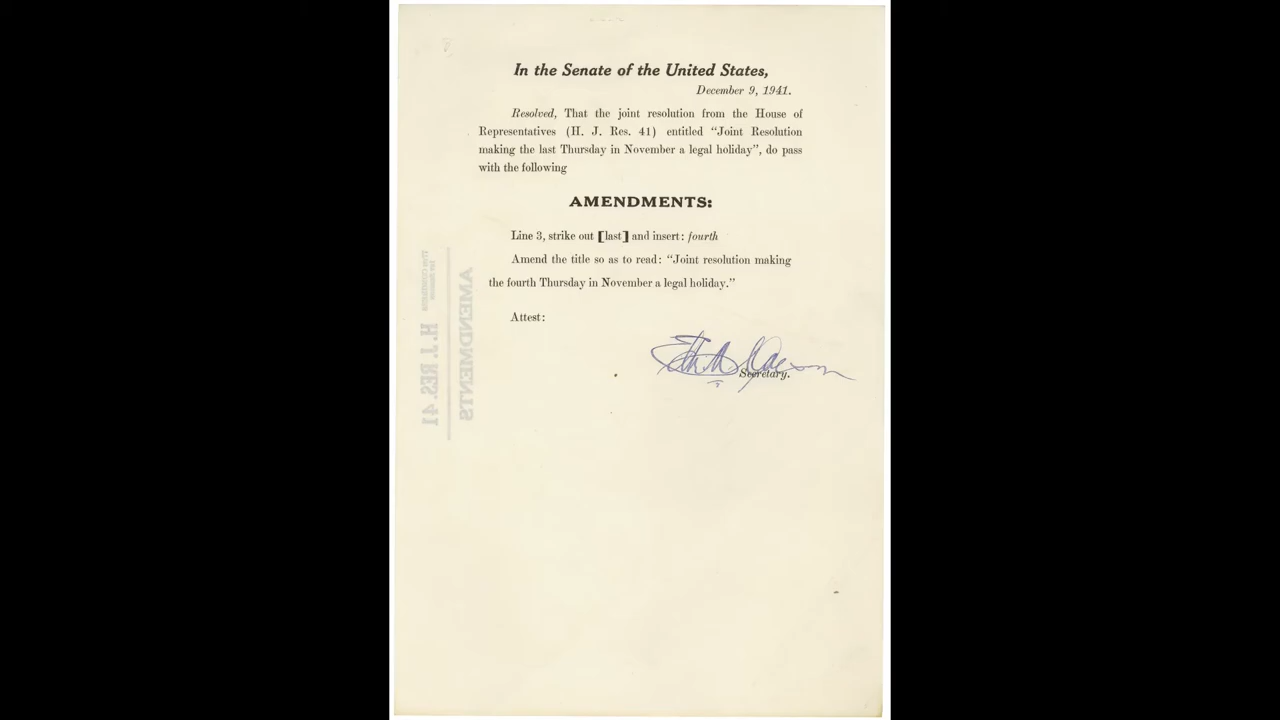 In the Senate of the United States,
December 9, 1941.
Resolved, That the joint resolution from the House of
Representatives (H. J. Res. 41) entitled “Joint Resolution
making the last Thursday in November a legal holiday”, do pass
with the following
AMENDMENTS:
Line 3, strike out [last] and insert: fourth
Amend the title so as to read: “Joint resolution making
the fourth Thursday in November a legal holiday.”
Attest:
Secretary.
H. J. RES. 41
AMENDMENTS